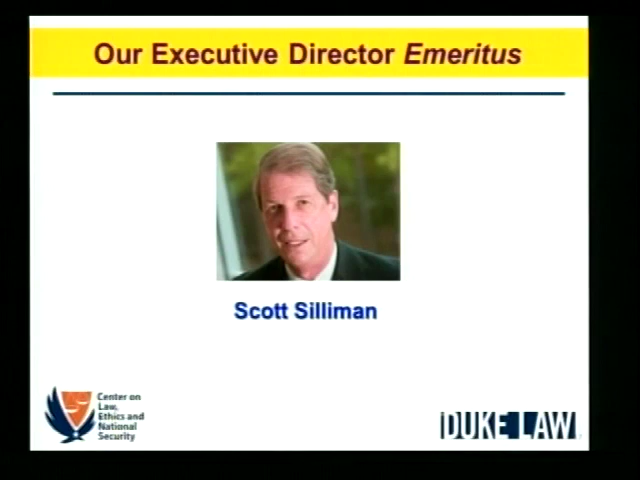 Our Executive Director Emeritus
Scott Silliman
Center on
Law,
Ethics and
National
Security
DUKE LAW